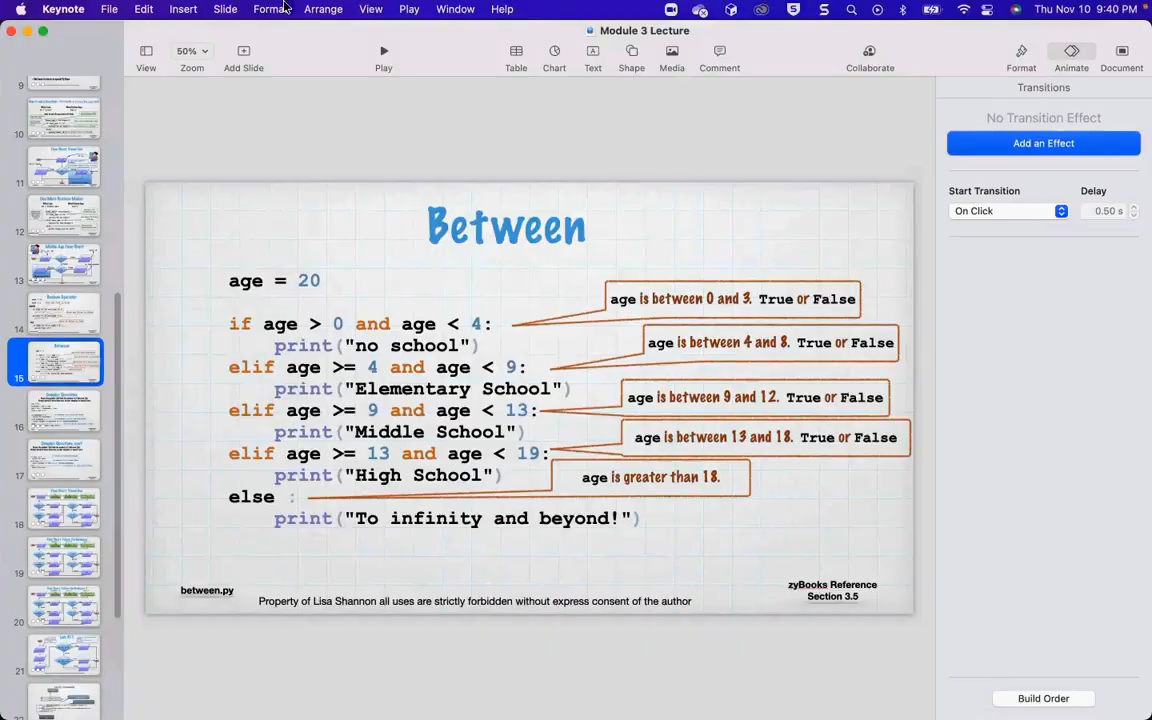 Keynote File Edit Insert Slide Format Arrange View Play Window Help Thu Nov 10 9:40 PM
Module 3 Lecture
50%
View Zoom Add Slide Play Table Chart Text Shape Media Comment Collaborate Format Animate Document
Transitions
No Transition Effect
Add an Effect
Start Transition Delay
On Click 0.50 s
Build Order
9
10
11
12
13
14
15
16
17
18
19
20
21
Between
age = 20
age is between 0 and 3. True or False
if age > 0 and age < 4:
print("no school")
age is between 4 and 8. True or False
elif age >= 4 and age < 9:
print("Elementary School")
age is between 9 and 12. True or False
elif age >= 9 and age < 13:
print("Middle School")
age is between 13 and 18. True or False
elif age >= 13 and age < 19:
print("High School")
age is greater than 18.
else :
print("To infinity and beyond!")
between.py
zyBooks Reference
Section 3.5
Property of Lisa Shannon all uses are strictly forbidden without express consent of the author